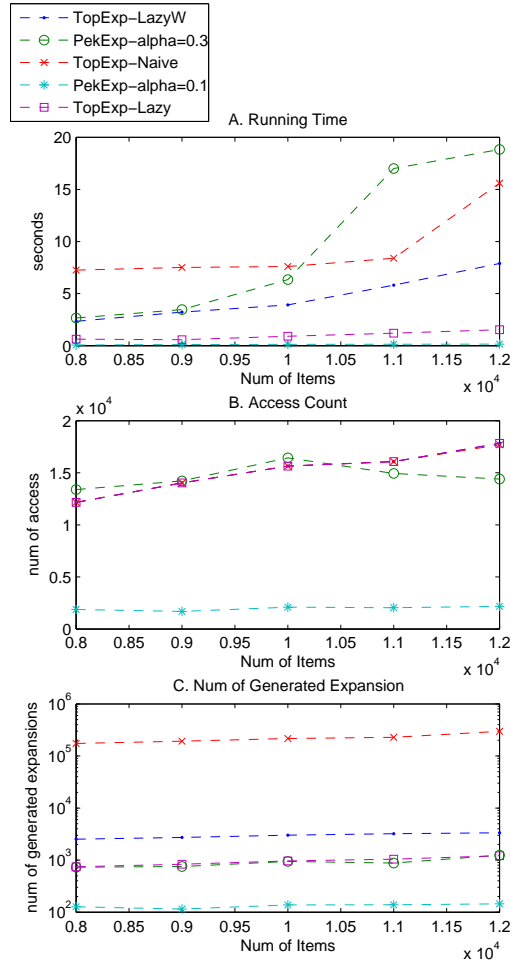 TopExp-LazyW
PekExp-alpha=0.3
TopExp-Naive
PekExp-alpha=0.1
TopExp-Lazy
A. Running Time
20
15
10
5
0
seconds
0.8 0.85 0.9 0.95 1 1.05 1.1 1.15 1.2
Num of Items
x 10^4
B. Access Count
x 10^4
2
1.5
1
0.5
0
num of access
0.8 0.85 0.9 0.95 1 1.05 1.1 1.15 1.2
Num of Items
x 10^4
C. Num of Generated Expansion
10^6
10^5
10^4
10^3
10^2
num of generated expansions
0.8 0.85 0.9 0.95 1 1.05 1.1 1.15 1.2
Num of Items
x 10^4